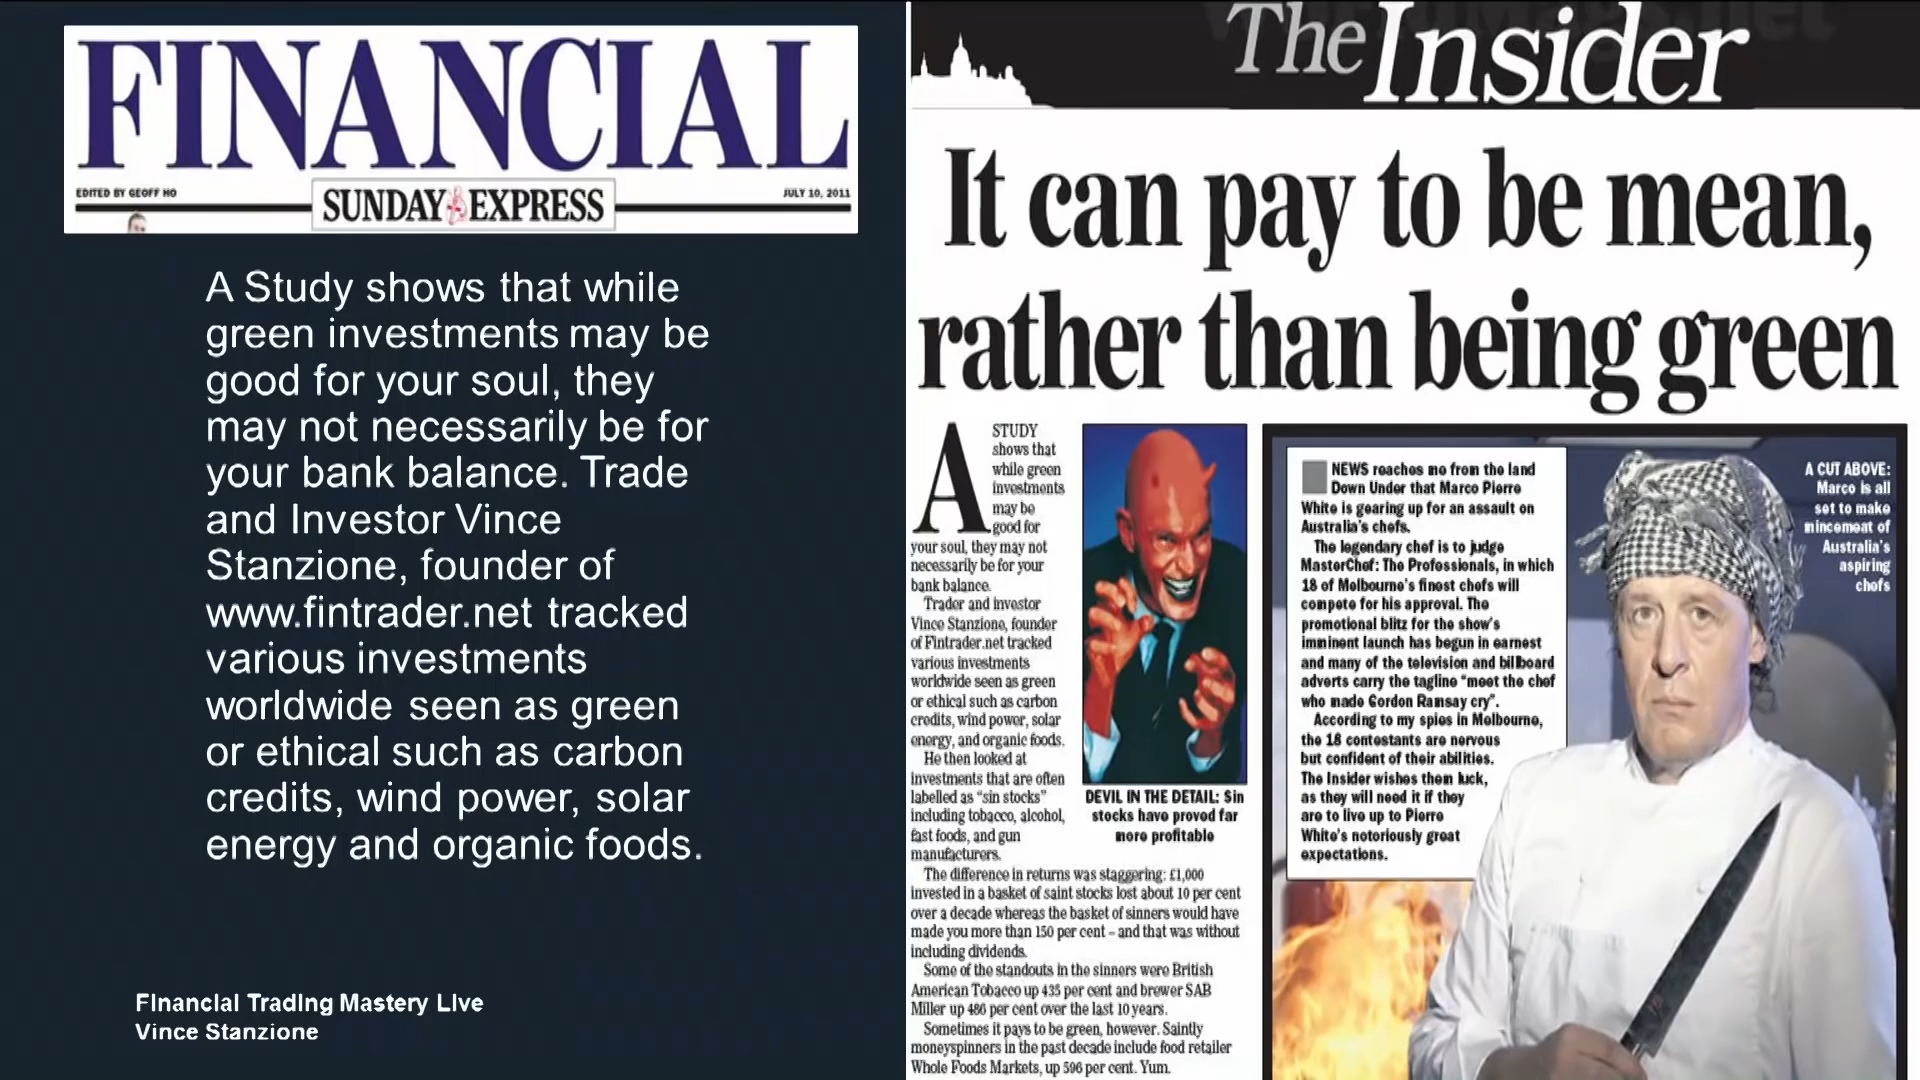 FINANCIAL
EDITED BY GEOFF HO
SUNDAY EXPRESS
JULY 10, 2011
A Study shows that while
green investments may be
good for your soul, they
may not necessarily be for
your bank balance. Trade
and Investor Vince
Stanzione, founder of
www.fintrader.net tracked
various investments
worldwide seen as green
or ethical such as carbon
credits, wind power, solar
energy and organic foods.
Financial Trading Mastery Live
Vince Stanzione
The Insider
It can pay to be mean,
rather than being green
A STUDY
shows that
while green
investments
may be
good for
your soul, they may not
necessarily be for your
bank balance.
Trader and investor
Vince Stanzione, founder
of Fintrader.net tracked
various investments
worldwide seen as green
or ethical such as carbon
credits, wind power, solar
energy, and organic foods.
He then looked at
investments that are often
labelled as “sin stocks”
including tobacco, alcohol,
fast foods, and gun
manufacturers.
The difference in returns was staggering: £1,000
invested in a basket of saint stocks lost about 10 per cent
over a decade whereas the basket of sinners would have
made you more than 150 per cent – and that was without
including dividends.
Some of the standouts in the sinners were British
American Tobacco up 435 per cent and brewer SAB
Miller up 486 per cent over the last 10 years.
Sometimes it pays to be green, however. Saintly
moneyspinners in the past decade include food retailer
Whole Foods Markets, up 596 per cent. Yum.
DEVIL IN THE DETAIL: Sin
stocks have proved far
more profitable
NEWS reaches me from the land
Down Under that Marco Pierre
White is gearing up for an assault on
Australia’s chefs.
The legendary chef is to judge
MasterChef: The Professionals, in which
18 of Melbourne’s finest chefs will
compete for his approval. The
promotional blitz for the show’s
imminent launch has begun in earnest
and many of the television and billboard
adverts carry the tagline “meet the chef
who made Gordon Ramsay cry”.
According to my spies in Melbourne,
the 18 contestants are nervous
but confident of their abilities.
The Insider wishes them luck,
as they will need it if they
are to live up to Pierre
White’s notoriously great
expectations.
A CUT ABOVE:
Marco is all
set to make
mincemeat of
Australia’s
aspiring
chefs